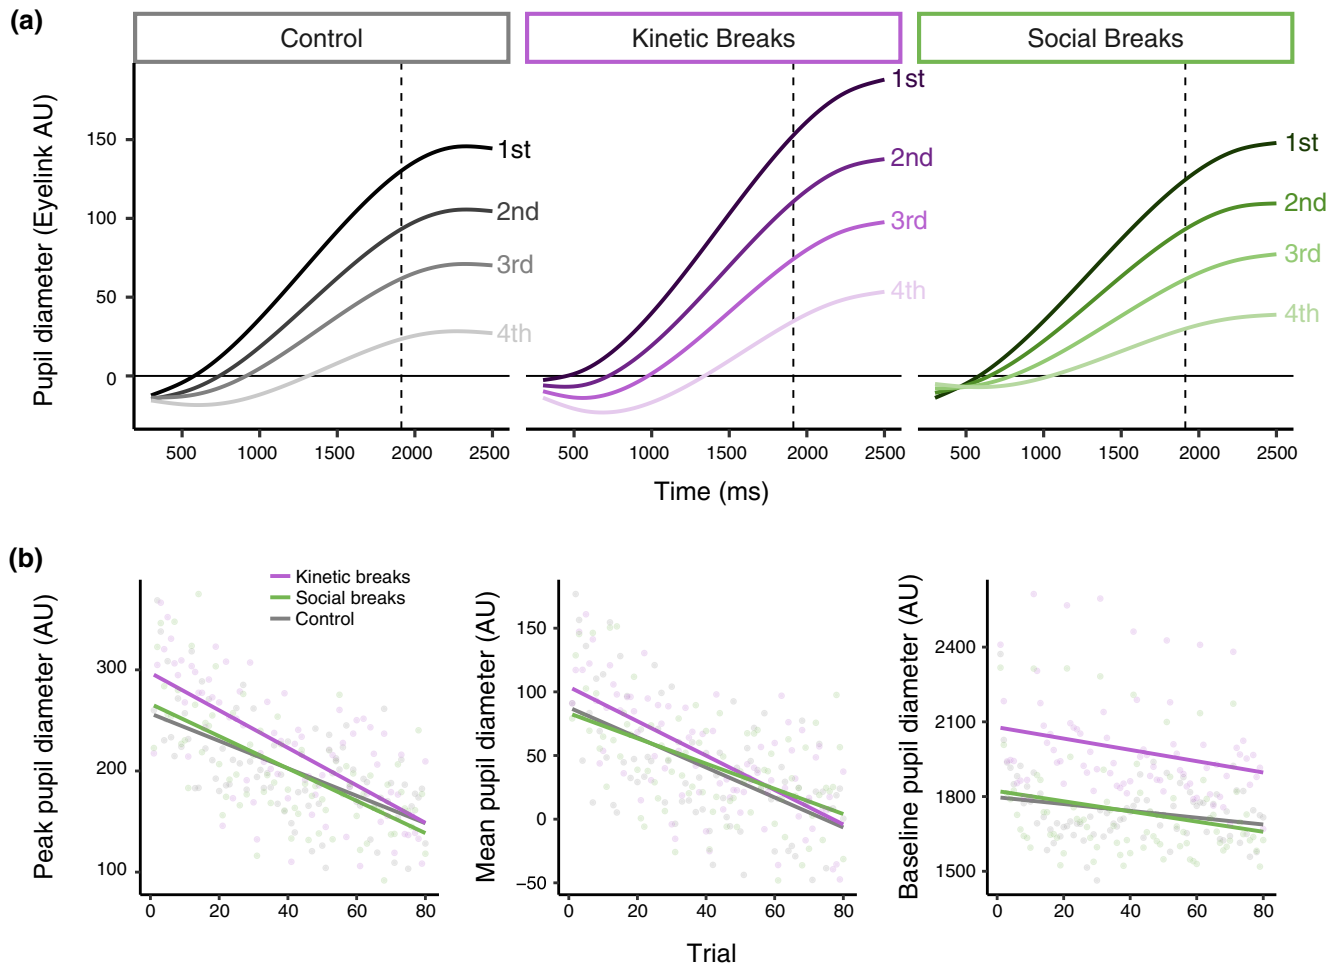 (a)
Control
Kinetic Breaks
Social Breaks
Pupil diameter (Eyelink AU)
150
100
50
0
1st
2nd
3rd
4th
1st
2nd
3rd
4th
1st
2nd
3rd
4th
500 1000 1500 2000 2500
500 1000 1500 2000 2500
500 1000 1500 2000 2500
Time (ms)
(b)
Peak pupil diameter (AU)
300
200
100
Kinetic breaks
Social breaks
Control
0 20 40 60 80
Mean pupil diameter (AU)
150
100
50
0
−50
0 20 40 60 80
Baseline pupil diameter (AU)
2400
2100
1800
1500
0 20 40 60 80
Trial